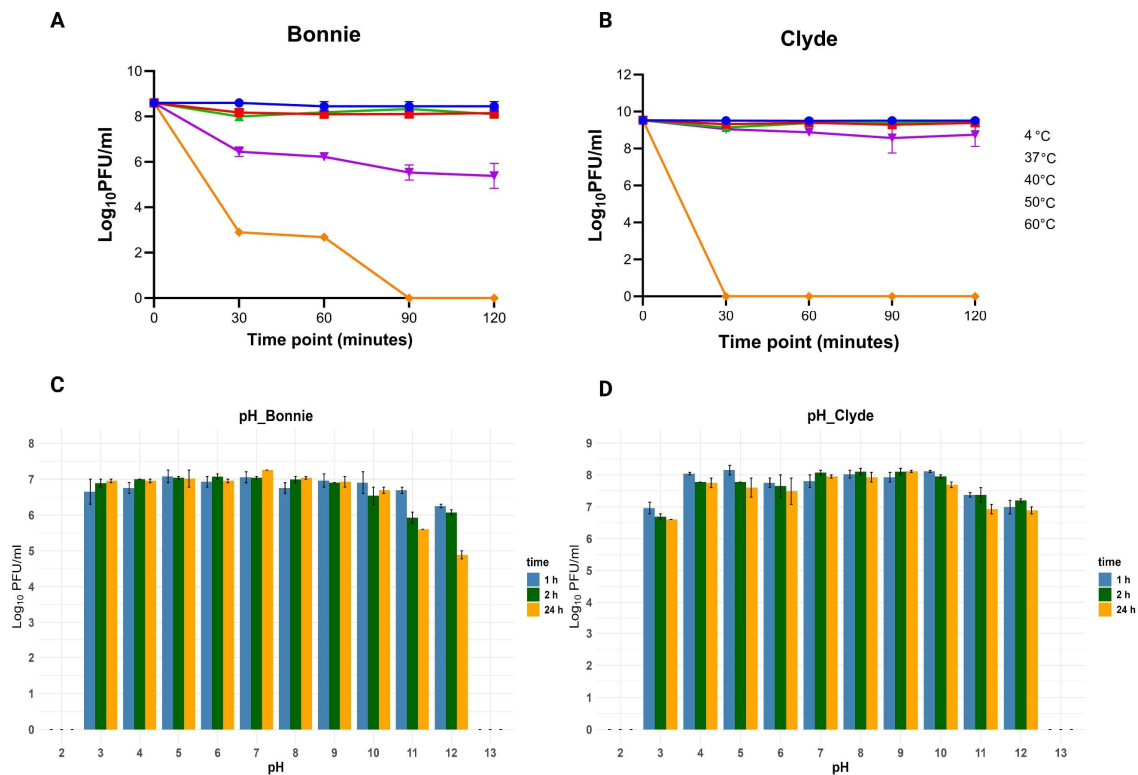 A
Bonnie
Log10PFU/ml
10
8
6
4
2
0
0 30 60 90 120
Time point (minutes)
B
Clyde
Log10PFU/ml
12
10
8
6
4
2
0
0 30 60 90 120
Time point (minutes)
4 °C
37°C
40°C
50°C
60°C
C
pH_Bonnie
Log10 PFU/ml
8
7
6
5
4
3
2
1
0
2 3 4 5 6 7 8 9 10 11 12 13
pH
time
1 h
2 h
24 h
D
pH_Clyde
Log10 PFU/ml
9
8
7
6
5
4
3
2
1
0
2 3 4 5 6 7 8 9 10 11 12 13
pH
time
1 h
2 h
24 h